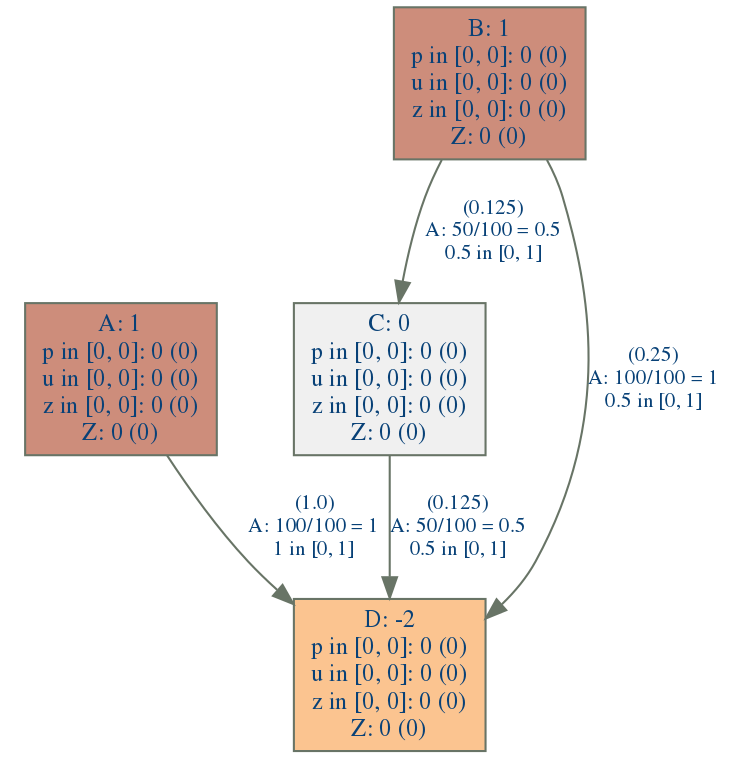 B: 1
p in [0, 0]: 0 (0)
u in [0, 0]: 0 (0)
z in [0, 0]: 0 (0)
Z: 0 (0)
(0.125)
A: 50/100 = 0.5
0.5 in [0, 1]
(0.25)
A: 100/100 = 1
0.5 in [0, 1]
A: 1
p in [0, 0]: 0 (0)
u in [0, 0]: 0 (0)
z in [0, 0]: 0 (0)
Z: 0 (0)
C: 0
p in [0, 0]: 0 (0)
u in [0, 0]: 0 (0)
z in [0, 0]: 0 (0)
Z: 0 (0)
(1.0)
A: 100/100 = 1
1 in [0, 1]
(0.125)
A: 50/100 = 0.5
0.5 in [0, 1]
D: -2
p in [0, 0]: 0 (0)
u in [0, 0]: 0 (0)
z in [0, 0]: 0 (0)
Z: 0 (0)